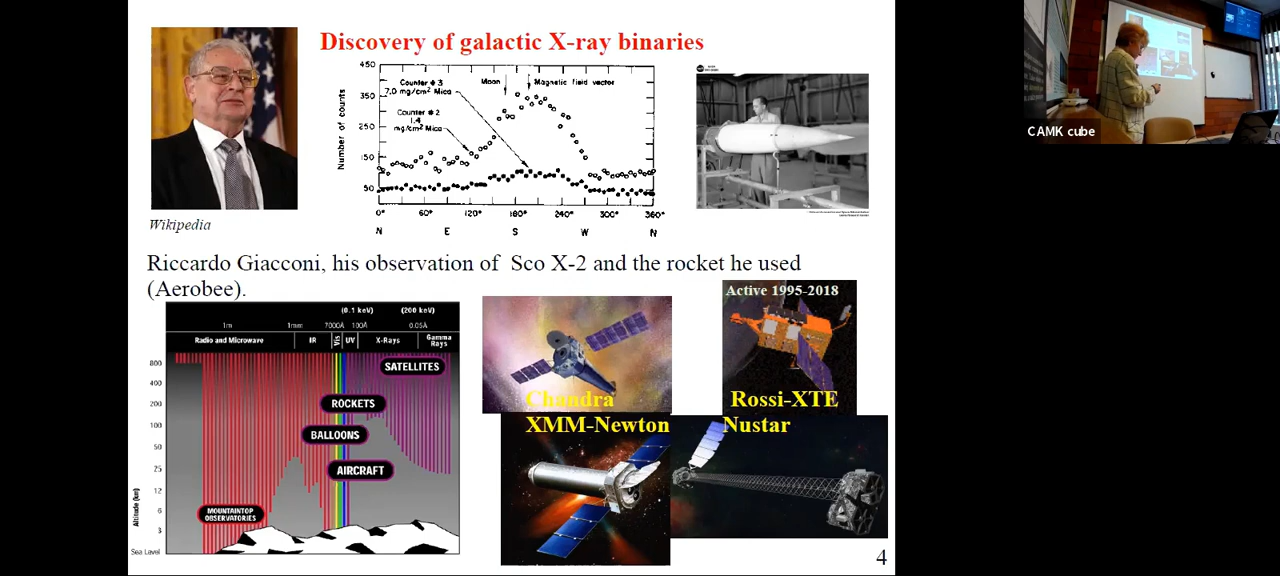 Discovery of galactic X-ray binaries
Wikipedia
Number of counts
450
350
250
150
50
Counter # 3
7.0 mg/cm² Mica
Counter # 2
1.4
mg/cm² Mica
Moon
Magnetic field vector
0° 60° 120° 180° 240° 300° 360°
N E S W N
Riccardo Giacconi, his observation of Sco X-2 and the rocket he used
(Aerobee).
(0.1 keV) (200 keV)
1m 1mm 7000Å 100Å 0.05Å
Radio and Microwave IR Vis UV X-Rays Gamma Rays
Altitude (km)
800
400
200
100
50
25
12
6
3
Sea Level
SATELLITES
ROCKETS
BALLOONS
AIRCRAFT
MOUNTAINTOP
OBSERVATORIES
Chandra
XMM-Newton
Active 1995-2018
Rossi-XTE
Nustar
4
CAMK cube